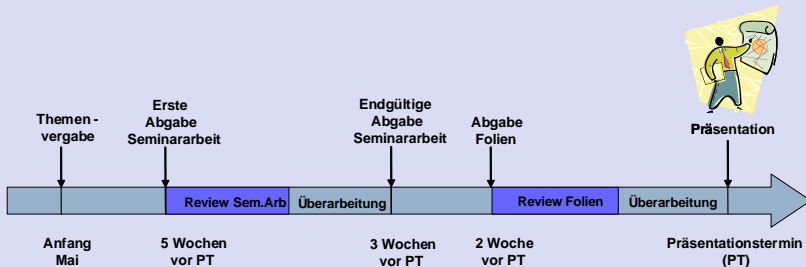 Themen -
vergabe
Erste
Abgabe
Seminararbeit
Endgültige
Abgabe
Seminararbeit
Abgabe
Folien
Präsentation
Review Sem.Arb
Überarbeitung
Review Folien
Überarbeitung
Anfang
Mai
5 Wochen
vor PT
3 Wochen
vor PT
2 Woche
vor PT
Präsentationstermin
(PT)